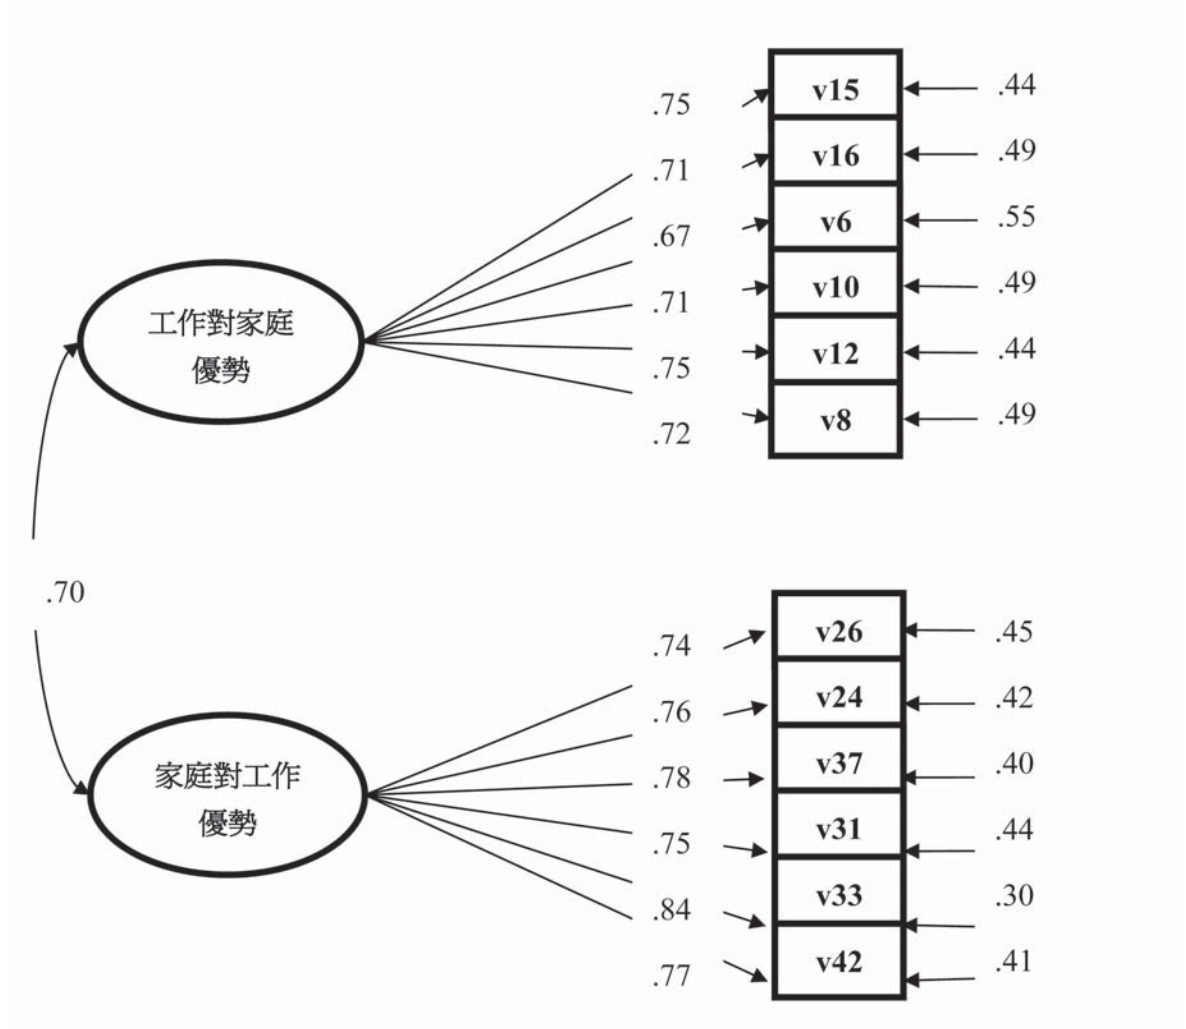 .75 v15 .44
.71 v16 .49
.67 v6 .55
.71 v10 .49
.75 v12 .44
.72 v8 .49
工作對家庭
優勢
.70
.74 v26 .45
.76 v24 .42
.78 v37 .40
.75 v31 .44
.84 v33 .30
.77 v42 .41
家庭對工作
優勢